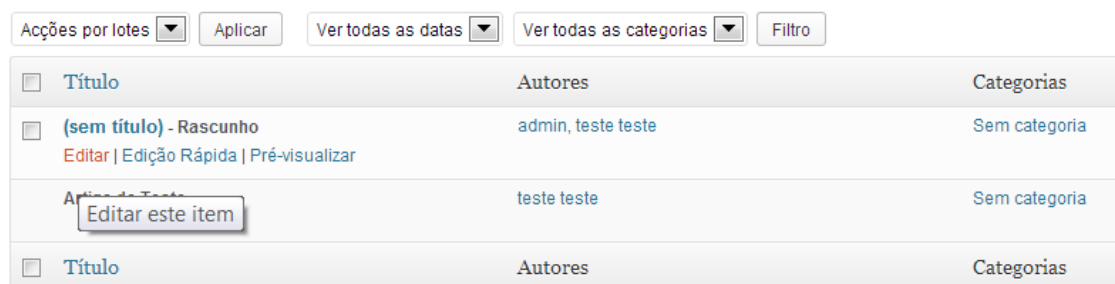 Acções por lotes Aplicar Ver todas as datas Ver todas as categorias Filtro
Título Autores Categorias
(sem título) - Rascunho admin, teste teste Sem categoria
Editar | Edição Rápida | Pré-visualizar
teste teste Sem categoria
Editar este item
Título Autores Categorias